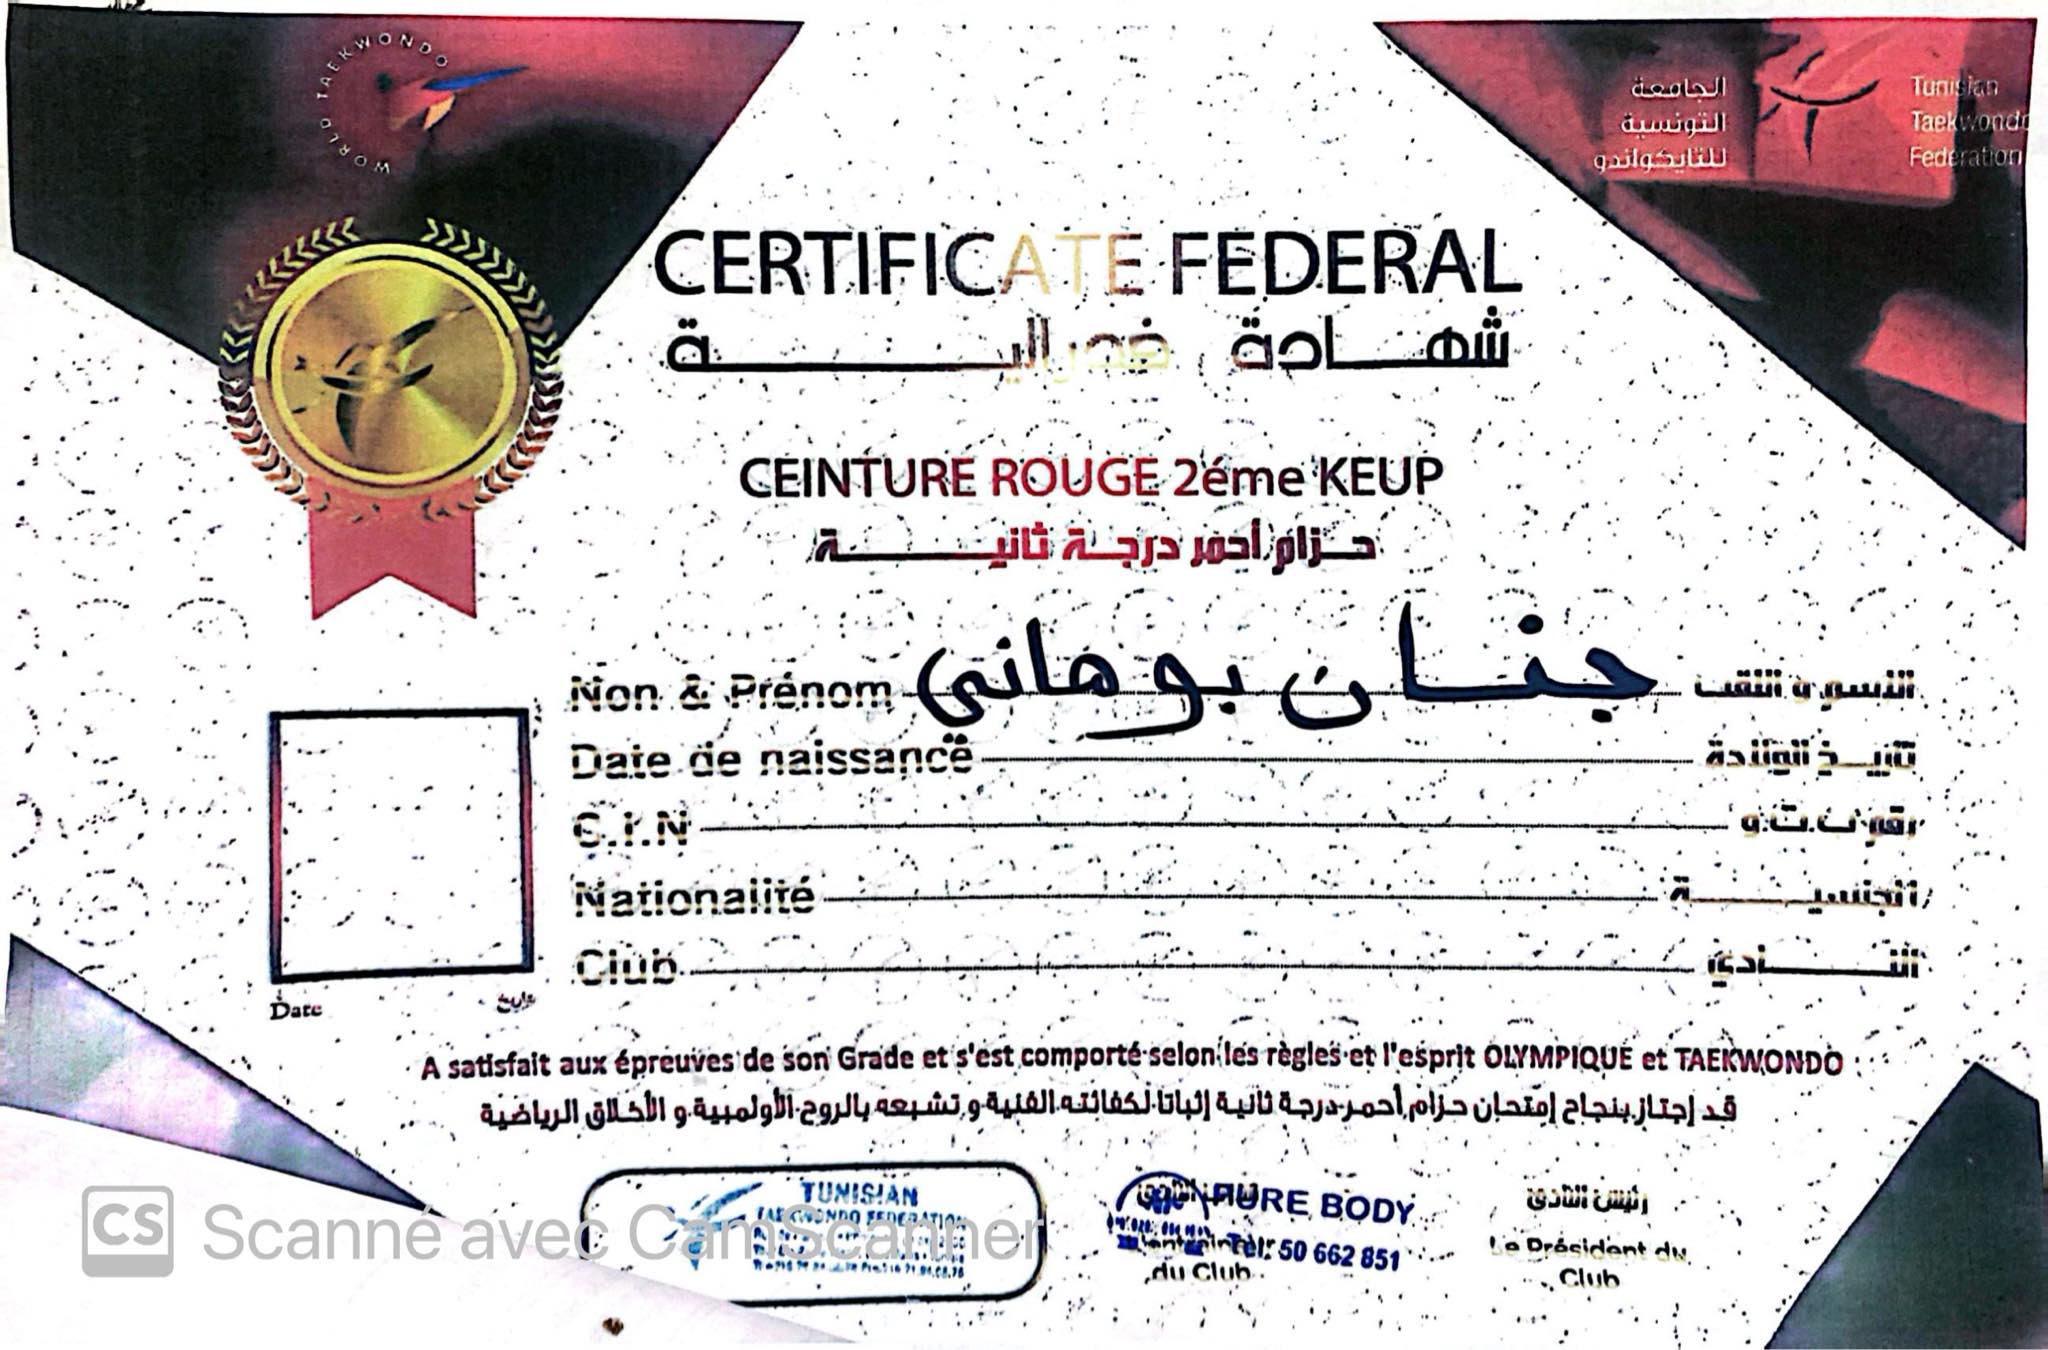 WORLD TAEKWONDO
الجامعة
التونسية
للتايكواندو
Tunisian
Taekwondo
Federation
CERTIFICATE FEDERAL
شهادة فدرالية
CEINTURE ROUGE 2éme KEUP
حزام أحمر درجة ثانية
Non & Prénom جنان بوهاني الإسم و اللقب
Date de naissance تاريخ الولادة
C.I.N رقم ب.ت.و
Nationalité الجنسية
Club النادي
Date تاريخ
A satisfait aux épreuves de son Grade et s'est comporté selon les règles et l'esprit OLYMPIQUE et TAEKWONDO
قد إجتاز بنجاح إمتحان حزام أحمر درجة ثانية إثباتا لكفائته الفنية و تشبعه بالروح الأولمبية و الأخلاق الرياضية
TUNISIAN
TAEKWONDO FEDERATION
PURE BODY
Tél: 50 662 851
du Club
رئيس النادي
Le Président du
Club
CS Scanné avec CamScanner